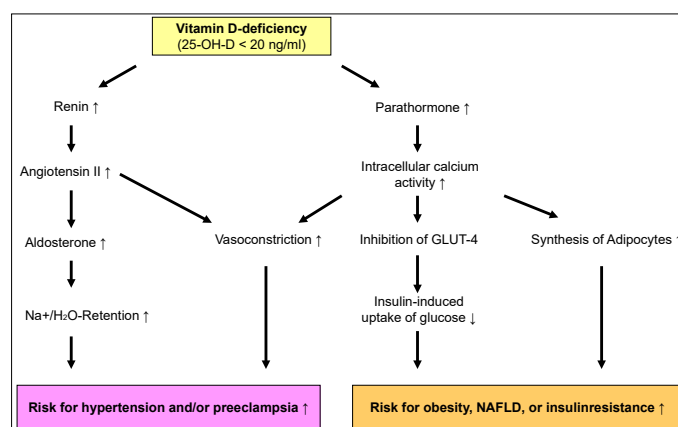 Vitamin D-deficiency
(25-OH-D < 20 ng/ml)
Renin ↑
Parathormone ↑
Angiotensin II ↑
Intracellular calcium
activity ↑
Aldosterone ↑
Vasoconstriction ↑
Inhibition of GLUT-4
Synthesis of Adipocytes ↑
Na+/H₂O-Retention ↑
Insulin-induced
uptake of glucose ↓
Risk for hypertension and/or preeclampsia ↑
Risk for obesity, NAFLD, or insulinresistance ↑